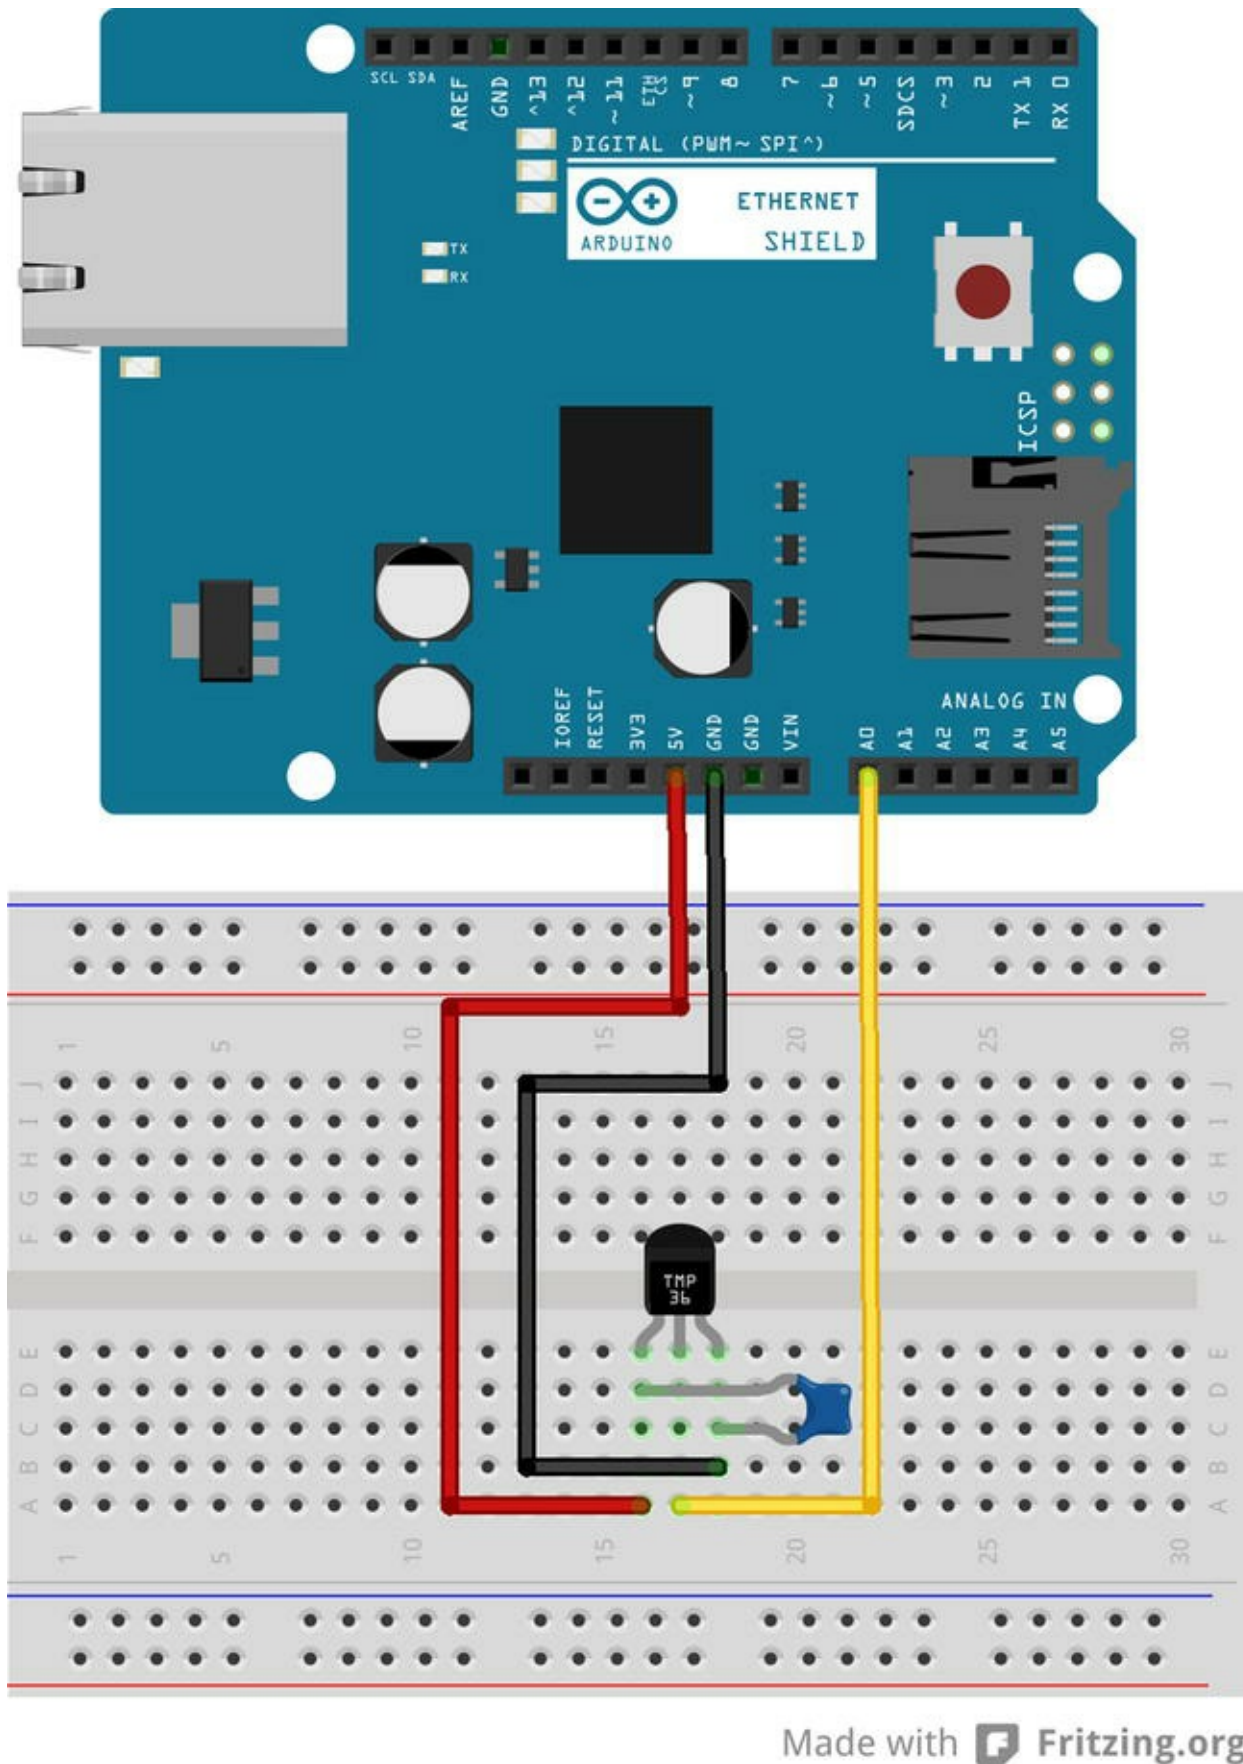 SCL SDA AREF GND ^13 ^12 ~11 ETH CS ~9 8 7 ~6 ~5 SDCS ~3 2 TX 1 RX 0
DIGITAL (PWM~ SPI^)
ETHERNET
ARDUINO SHIELD
TX
RX
ICSP
ANALOG IN
IOREF RESET 3V3 5V GND GND VIN A0 A1 A2 A3 A4 A5
1 5 10 15 20 25 30
J J
I I
H H
G G
F F
TMP
36
E E
D D
C C
B B
A A
1 5 10 15 20 25 30
Made with Fritzing.org